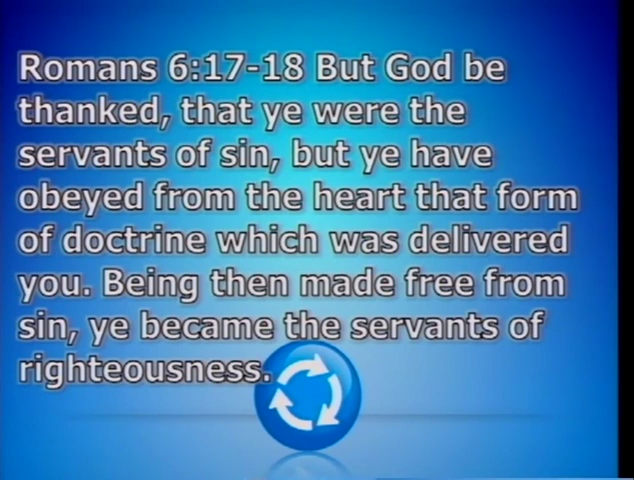 Romans 6:17-18 But God be
thanked, that ye were the
servants of sin, but ye have
obeyed from the heart that form
of doctrine which was delivered
you. Being then made free from
sin, ye became the servants of
righteousness.